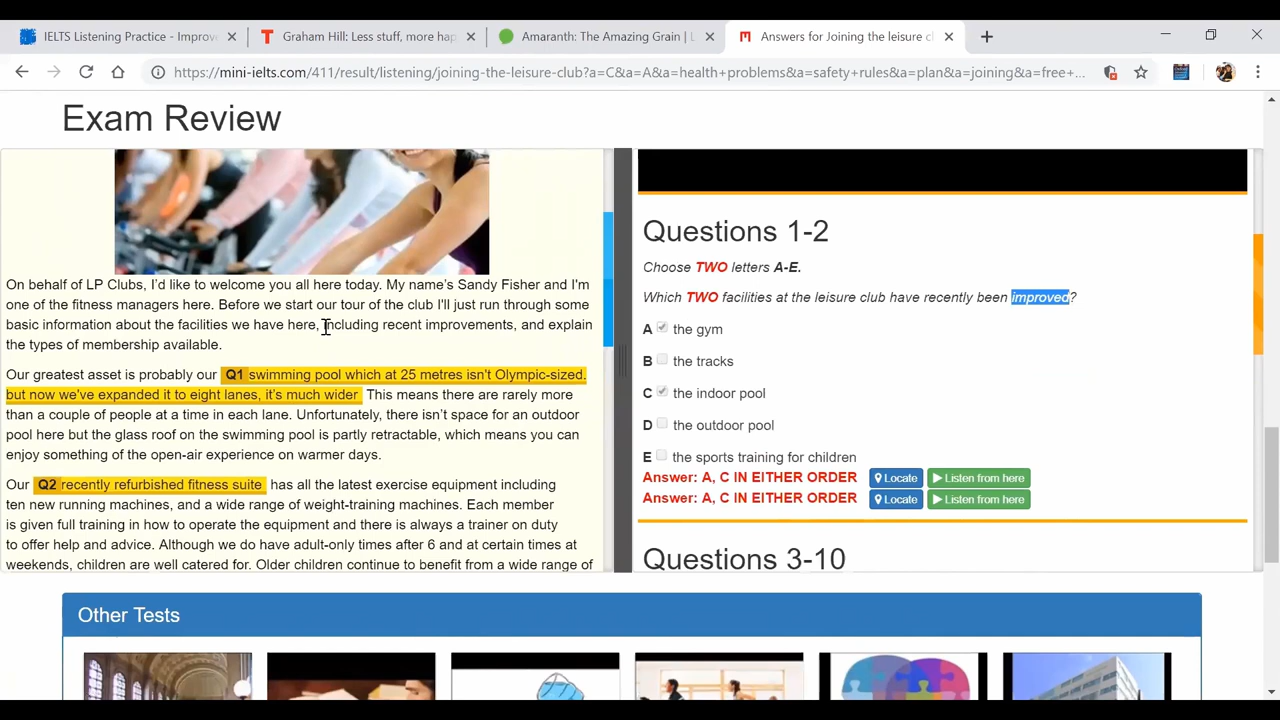 IELTS Listening Practice - Improve
Graham Hill: Less stuff, more hap
Amaranth: The Amazing Grain | L
Answers for Joining the leisure cl
https://mini-ielts.com/411/result/listening/joining-the-leisure-club?a=C&a=A&a=health+problems&a=safety+rules&a=plan&a=joining&a=free+...
Exam Review
On behalf of LP Clubs, I'd like to welcome you all here today. My name's Sandy Fisher and I'm
one of the fitness managers here. Before we start our tour of the club I'll just run through some
basic information about the facilities we have here, including recent improvements, and explain
the types of membership available.
Our greatest asset is probably our Q1 swimming pool which at 25 metres isn't Olympic-sized.
but now we've expanded it to eight lanes, it's much wider This means there are rarely more
than a couple of people at a time in each lane. Unfortunately, there isn't space for an outdoor
pool here but the glass roof on the swimming pool is partly retractable, which means you can
enjoy something of the open-air experience on warmer days.
Our Q2 recently refurbished fitness suite has all the latest exercise equipment including
ten new running machines, and a wide range of weight-training machines. Each member
is given full training in how to operate the equipment and there is always a trainer on duty
to offer help and advice. Although we do have adult-only times after 6 and at certain times at
weekends, children are well catered for. Older children continue to benefit from a wide range of
Questions 1-2
Choose TWO letters A-E.
Which TWO facilities at the leisure club have recently been improved?
A the gym
B the tracks
C the indoor pool
D the outdoor pool
E the sports training for children
Answer: A, C IN EITHER ORDER Locate Listen from here
Answer: A, C IN EITHER ORDER Locate Listen from here
Questions 3-10
Other Tests